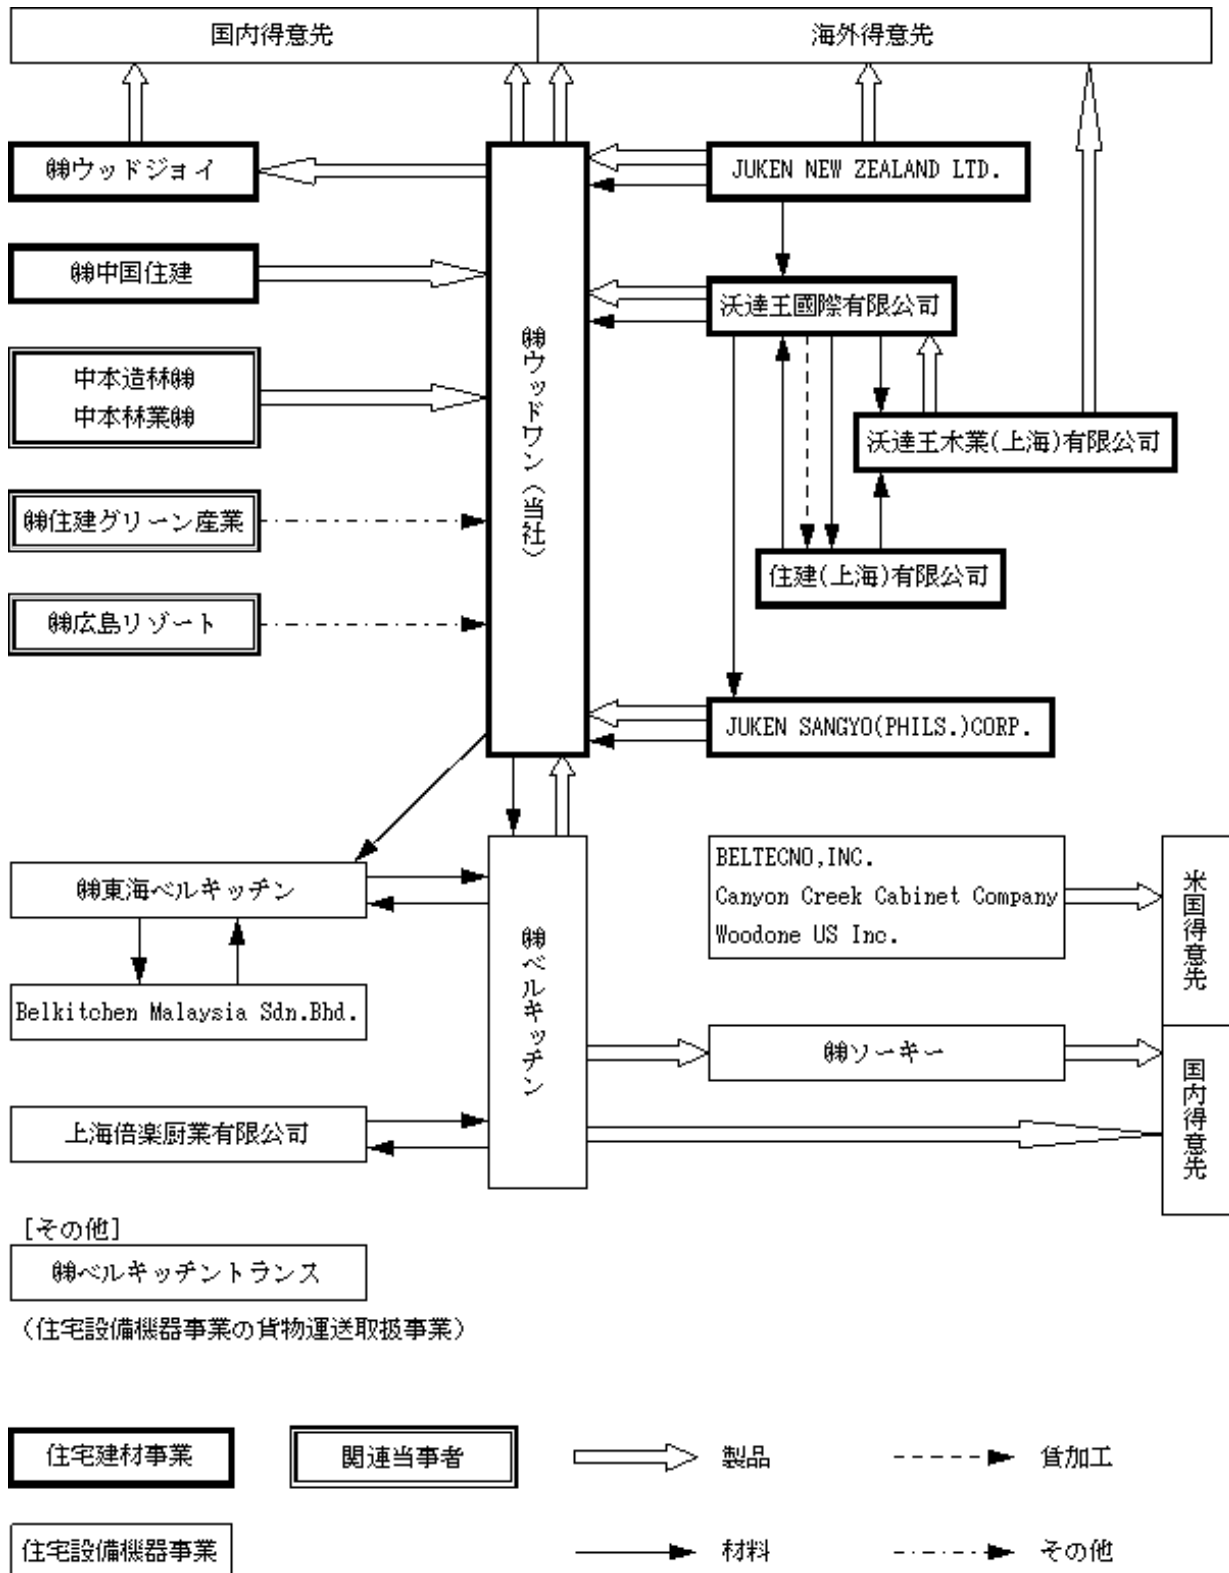 国内得意先
海外得意先
㈱ウッドジョイ
JUKEN NEW ZEALAND LTD.
㈱中国住建
沃達王國際有限公司
㈱ウッドワン(当社)
中本造林㈱
中本林業㈱
沃達王木業(上海)有限公司
㈱住建グリーン産業
住建(上海)有限公司
㈱広島リゾート
JUKEN SANGYO(PHILS.)CORP.
㈱東海ベルキッチン
BELTECNO,INC.
Canyon Creek Cabinet Company
Woodone US Inc.
米国得意先
㈱ベルキッチン
Belkitchen Malaysia Sdn.Bhd.
㈱ソーキー
国内得意先
上海倍楽厨業有限公司
[その他]
㈱ベルキッチントランス
(住宅設備機器事業の貨物運送取扱事業)
住宅建材事業
関連当事者
製品
賃加工
住宅設備機器事業
材料
その他